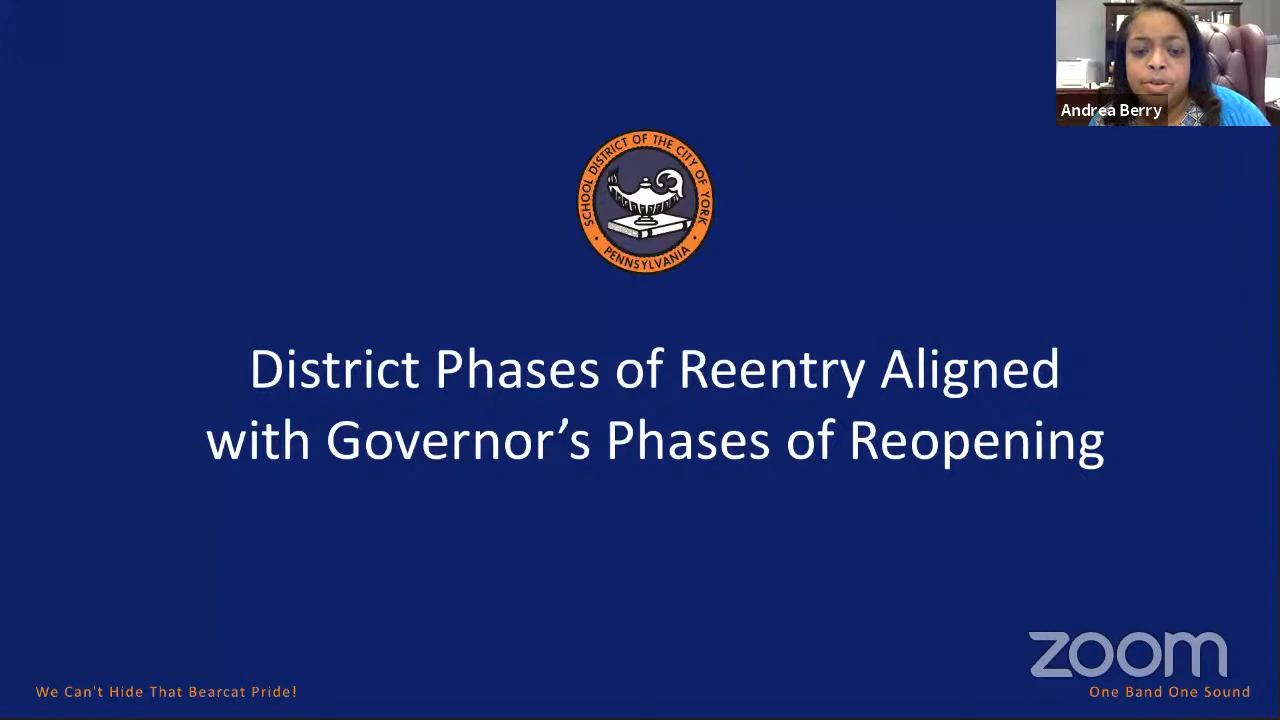 Andrea Berry
SCHOOL DISTRICT OF THE CITY OF YORK
• PENNSYLVANIA •
District Phases of Reentry Aligned
with Governor’s Phases of Reopening
zoom
We Can't Hide That Bearcat Pride!
One Band One Sound